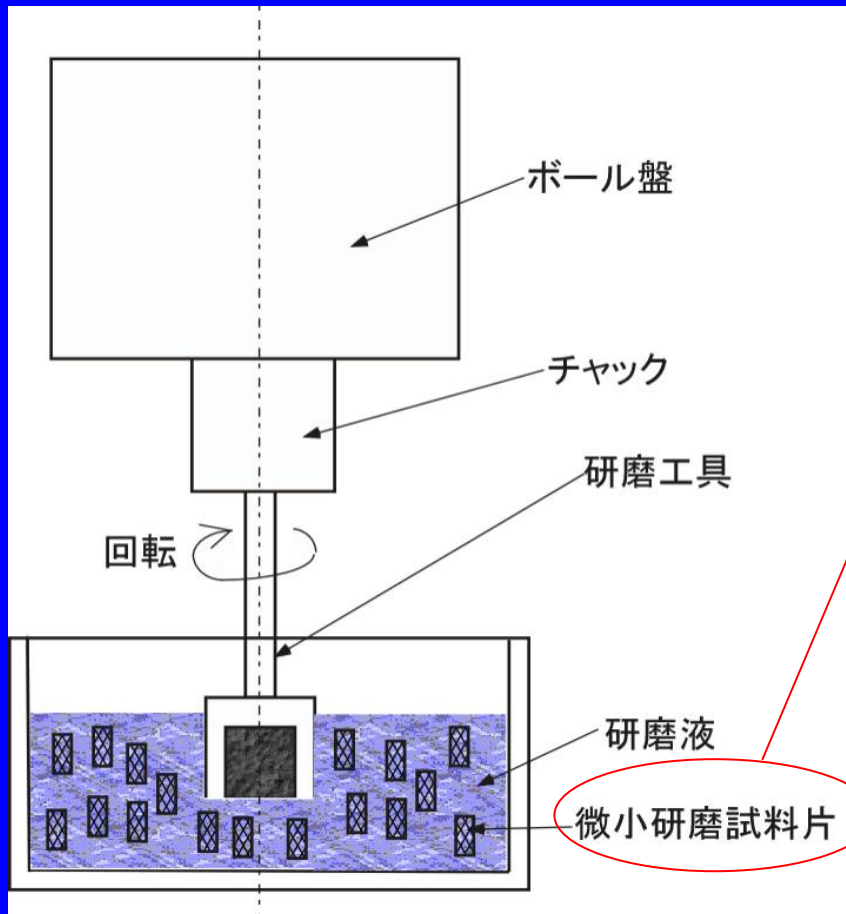 ボール盤
チャック
研磨工具
回転
研磨液
微小研磨試料片